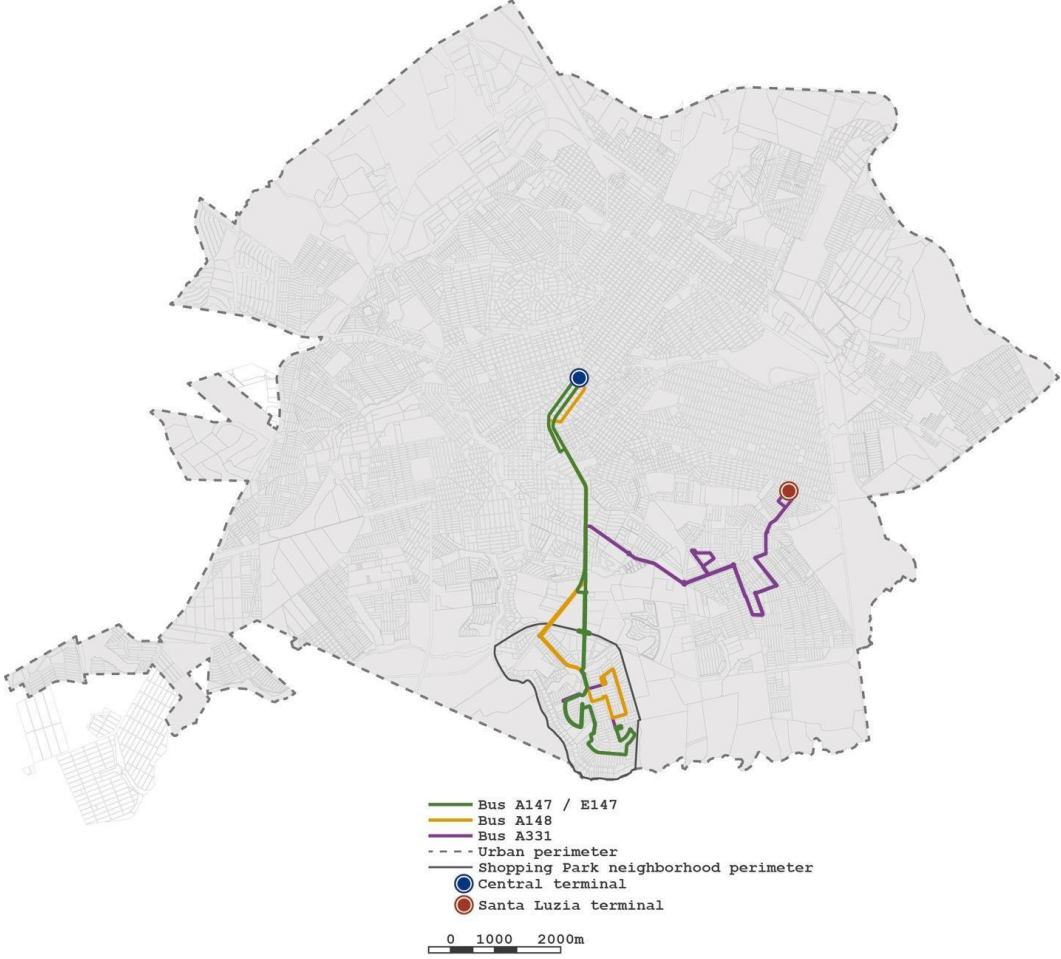 Bus A147 / E147
Bus A148
Bus A331
Urban perimeter
Shopping Park neighborhood perimeter
Central terminal
Santa Luzia terminal
0 1000 2000m